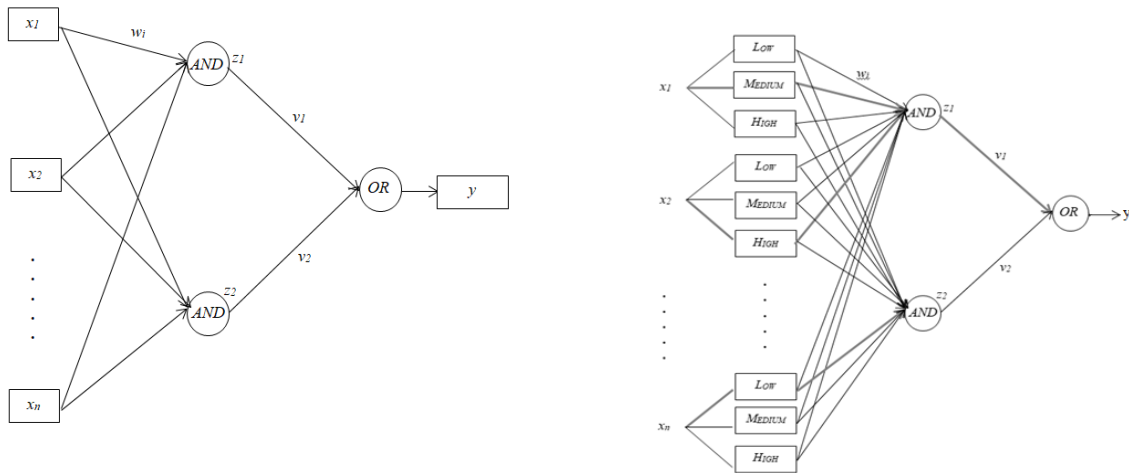 x1
wi
AND
z1
v1
x2
OR
y
v2
z2
AND
xn
x1
LOW
MEDIUM
HIGH
wi
AND
z1
v1
x2
LOW
MEDIUM
HIGH
OR
y
v2
z2
AND
xn
LOW
MEDIUM
HIGH